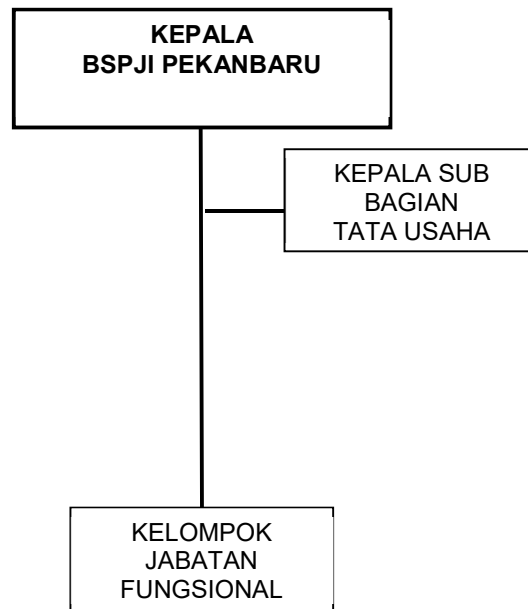 KEPALA
BSPJI PEKANBARU
KEPALA SUB
BAGIAN
TATA USAHA
KELOMPOK
JABATAN
FUNGSIONAL